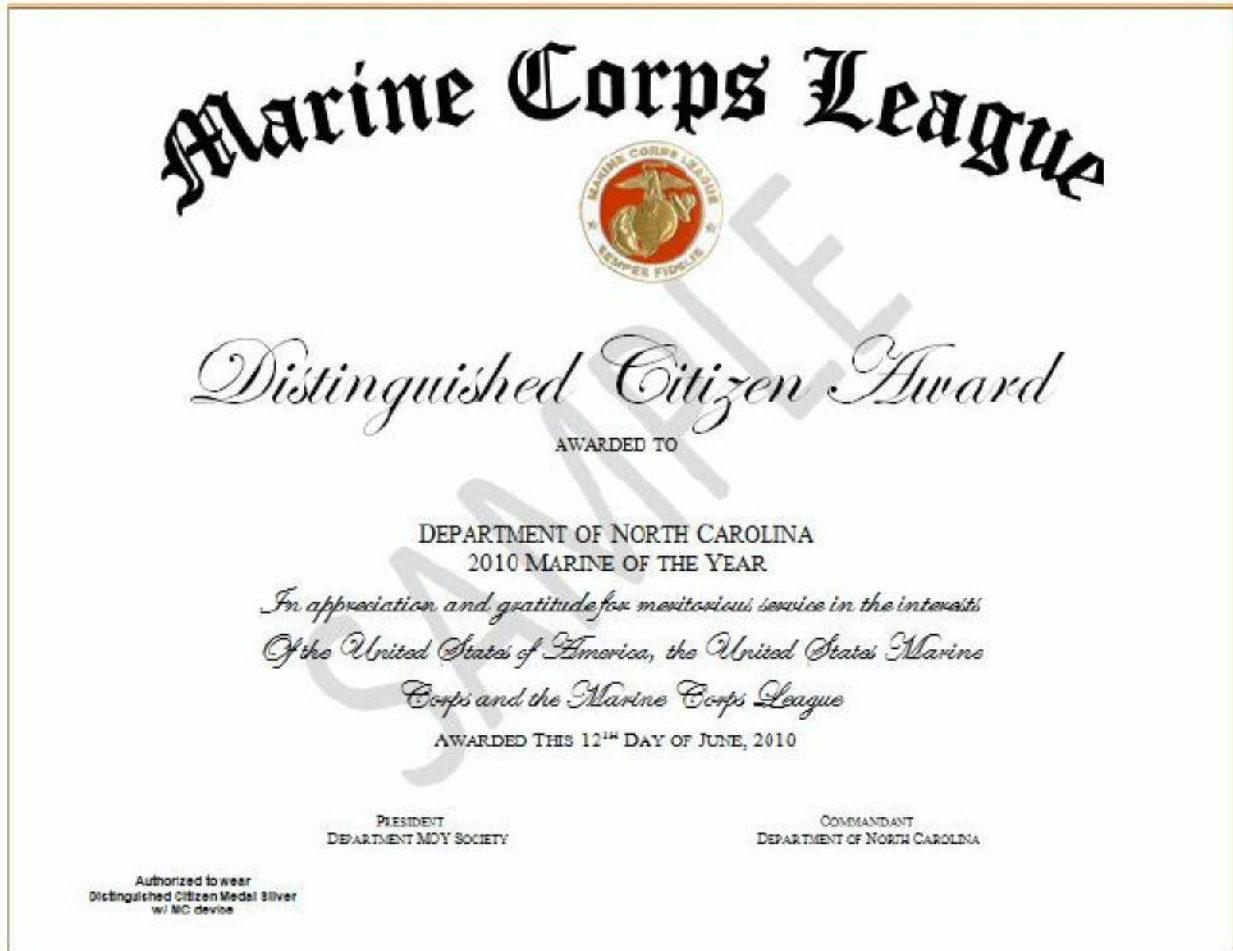 Marine Corps League
MARINE CORPS LEAGUE
SEMPER FIDELIS
SAMPLE
Distinguished Citizen Award
AWARDED TO
DEPARTMENT OF NORTH CAROLINA
2010 MARINE OF THE YEAR
In appreciation and gratitude for meritorious service in the interests
Of the United States of America, the United States Marine
Corps and the Marine Corps League
AWARDED THIS 12TH DAY OF JUNE, 2010
PRESIDENT
DEPARTMENT MOY SOCIETY
COMMANDANT
DEPARTMENT OF NORTH CAROLINA
Authorized to wear
Distinguished Citizen Medal Silver
w/ MC device